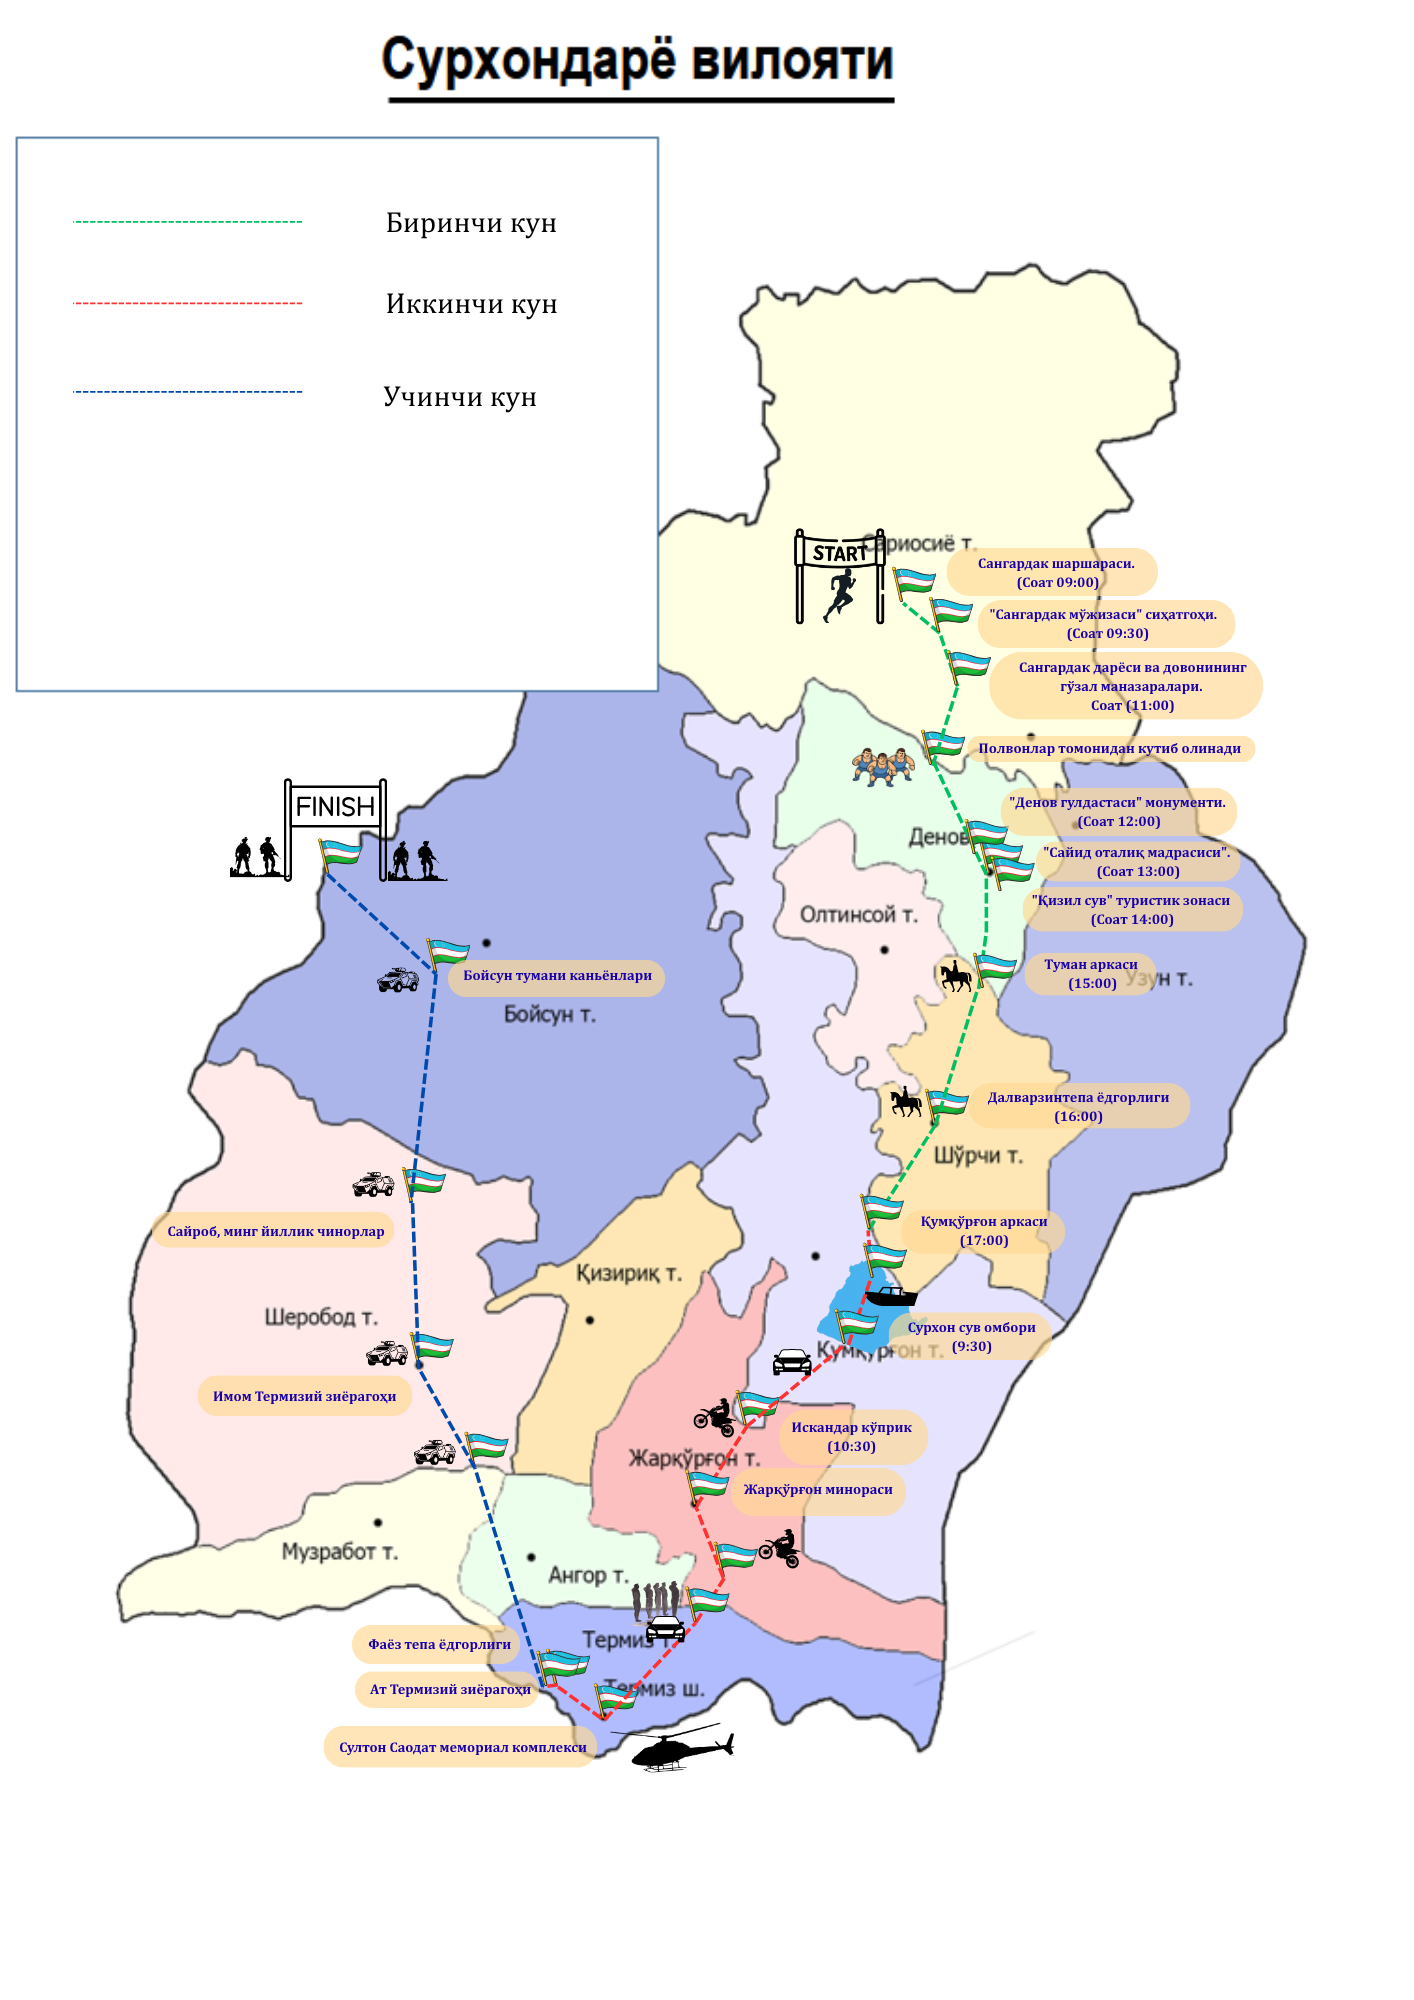 Сурхондарё вилояти
Биринчи кун
Иккинчи кун
Учинчи кун
START
Сариосиё т.
Сангардак шаршараси.
(Соат 09:00)
"Сангардак мўжизаси" сиҳатгоҳи.
(Соат 09:30)
Сангардак дарёси ва довонининг
гўзал маназаралари.
Соат (11:00)
Полвонлар томонидан кутиб олинади
"Денов гулдастаси" монументи.
(Соат 12:00)
Денов
"Сайид оталиқ мадрасиси".
(Соат 13:00)
"Қизил сув" туристик зонаси
(Соат 14:00)
Олтинсой т.
Туман аркаси
(15:00)
Узун т.
FINISH
Бойсун тумани каньёнлари
Бойсун т.
Далварзинтепа ёдгорлиги
(16:00)
Шўрчи т.
Қумқўрғон аркаси
(17:00)
Сайроб, минг йиллик чинорлар
Қизириқ т.
Шеробод т.
Сурхон сув омбори
(9:30)
Қумқўрғон т.
Имом Термизий зиёрагоҳи
Искандар кўприк
(10:30)
Жарқўрғон т.
Жарқўрғон минораси
Музработ т.
Ангор т.
Термиз т.
Фаёз тепа ёдгорлиги
Ат Термизий зиёрагоҳи
Термиз ш.
Султон Саодат мемориал комплекси